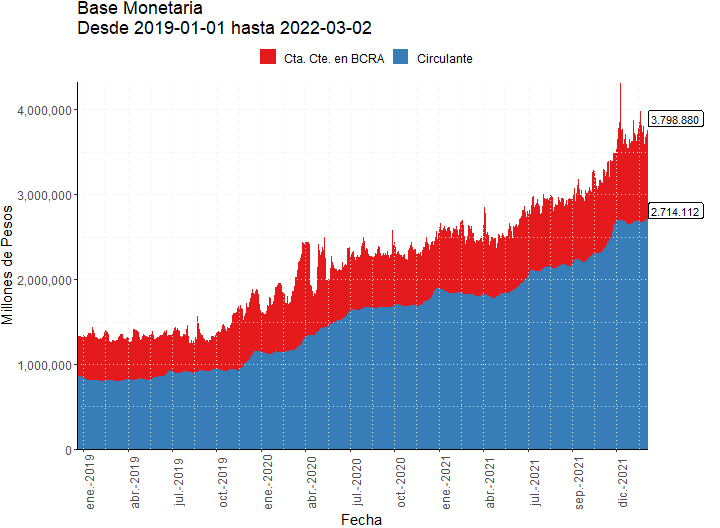 Base Monetaria
Desde 2019-01-01 hasta 2022-03-02
Cta. Cte. en BCRA
Circulante
4,000,000
3,000,000
2,000,000
1,000,000
0
Millones de Pesos
3.798.880
2.714.112
ene.-2019
abr.-2019
jul.-2019
oct.-2019
ene.-2020
abr.-2020
jul.-2020
oct.-2020
ene.-2021
abr.-2021
jun.-2021
sep.-2021
dic.-2021
Fecha